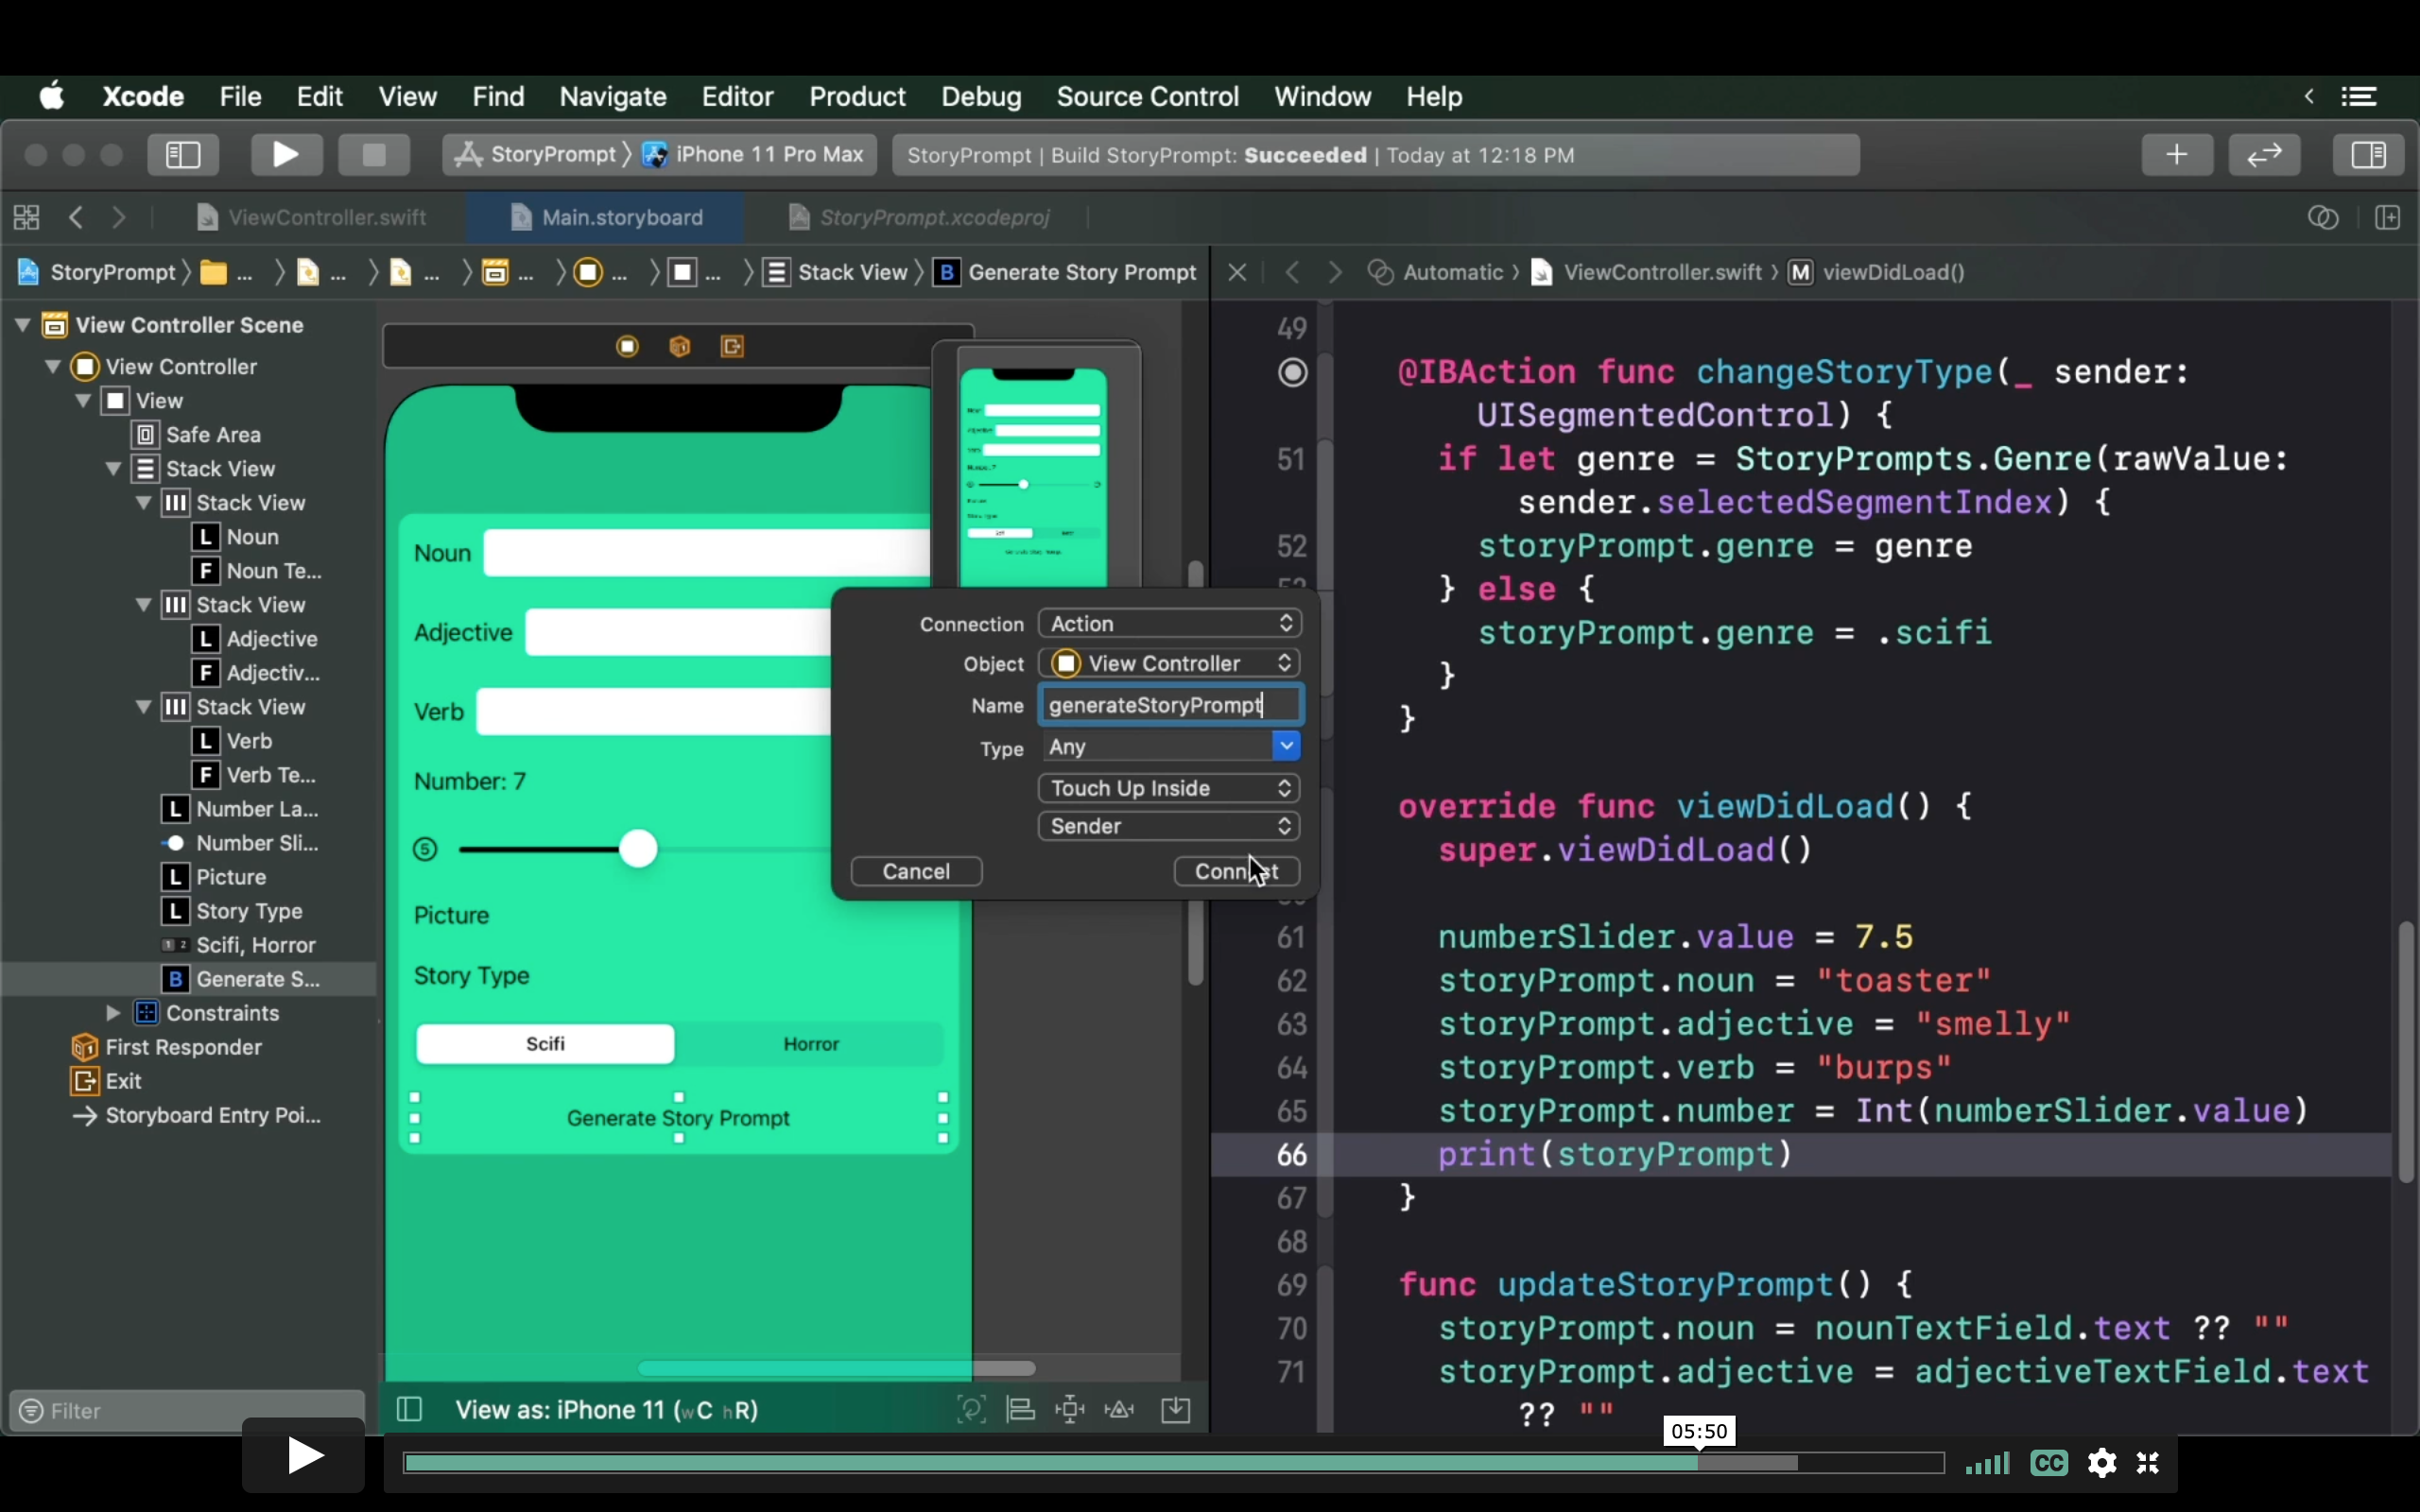 Xcode File Edit View Find Navigate Editor Product Debug Source Control Window Help
StoryPrompt iPhone 11 Pro Max
StoryPrompt | Build StoryPrompt: Succeeded | Today at 12:18 PM
ViewController.swift
Main.storyboard
StoryPrompt.xcodeproj
StoryPrompt ... ... ... ... ... ... Stack View B Generate Story Prompt
Automatic ViewController.swift M viewDidLoad()
View Controller Scene
View Controller
View
Safe Area
Stack View
Stack View
L Noun
F Noun Te...
Stack View
L Adjective
F Adjectiv...
Stack View
L Verb
F Verb Te...
L Number La...
Number Sli...
L Picture
L Story Type
1 2 Scifi, Horror
B Generate S...
Constraints
First Responder
Exit
Storyboard Entry Poi...
Filter
Noun
Adjective
Verb
Number: 7
5
Picture
Story Type
Scifi
Horror
Generate Story Prompt
View as: iPhone 11 (wC hR)
Connection Action
Object View Controller
Name generateStoryPrompt
Type Any
Touch Up Inside
Sender
Cancel
49
@IBAction func changeStoryType(_ sender:
UISegmentedControl) {
51 if let genre = StoryPrompts.Genre(rawValue:
sender.selectedSegmentIndex) {
52 storyPrompt.genre = genre
} else {
storyPrompt.genre = .scifi
}
}
override func viewDidLoad() {
super.viewDidLoad()
61 numberSlider.value = 7.5
62 storyPrompt.noun = "toaster"
63 storyPrompt.adjective = "smelly"
64 storyPrompt.verb = "burps"
65 storyPrompt.number = Int(numberSlider.value)
66 print(storyPrompt)
67 }
68
69 func updateStoryPrompt() {
70 storyPrompt.noun = nounTextField.text ?? ""
71 storyPrompt.adjective = adjectiveTextField.text
?? ""
05:50
CC